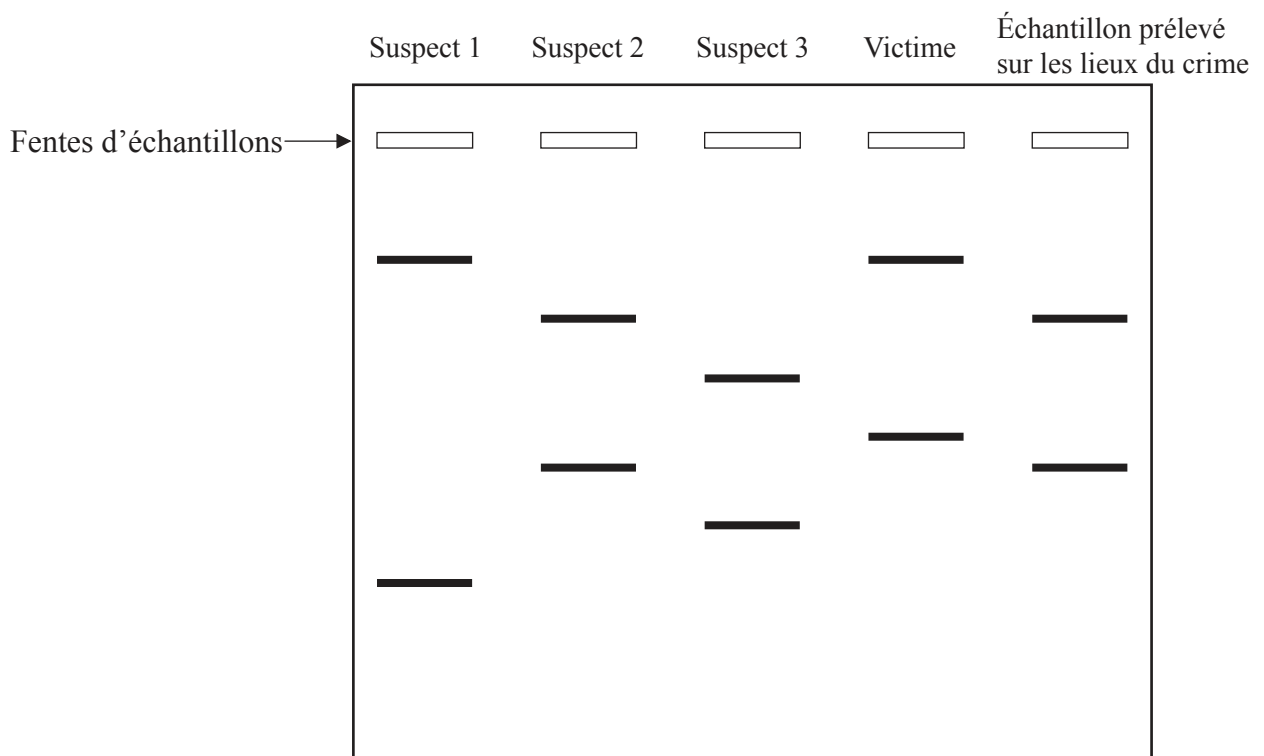 Suspect 1
Suspect 2
Suspect 3
Victime
Échantillon prélevé
sur les lieux du crime
Fentes d’échantillons